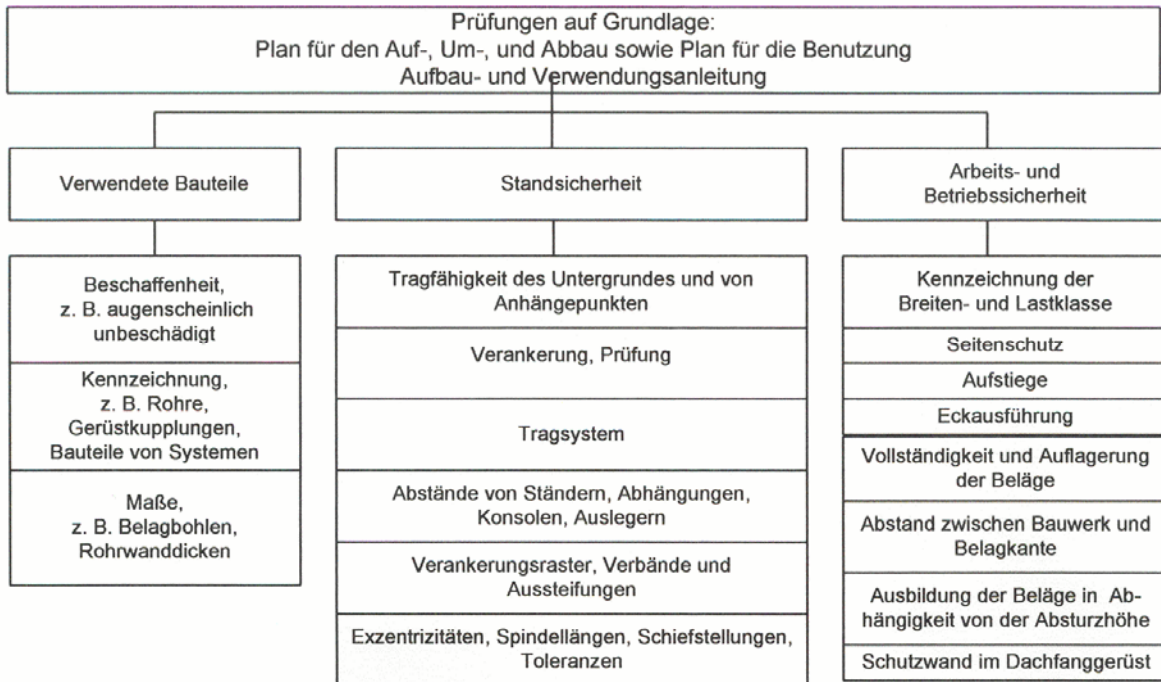 Prüfungen auf Grundlage:
Plan für den Auf-, Um-, und Abbau sowie Plan für die Benutzung
Aufbau- und Verwendungsanleitung
Verwendete Bauteile
Beschaffenheit,
z. B. augenscheinlich
unbeschädigt
Kennzeichnung,
z. B. Rohre,
Gerüstkupplungen,
Bauteile von Systemen
Maße,
z. B. Belagbohlen,
Rohrwanddicken
Standsicherheit
Tragfähigkeit des Untergrundes und von
Anhängepunkten
Verankerung, Prüfung
Tragsystem
Abstände von Ständern, Abhängungen,
Konsolen, Auslegern
Verankerungsraster, Verbände und
Aussteifungen
Exzentrizitäten, Spindellängen, Schiefstellungen,
Toleranzen
Arbeits- und
Betriebssicherheit
Kennzeichnung der
Breiten- und Lastklasse
Seitenschutz
Aufstiege
Eckausführung
Vollständigkeit und Auflagerung
der Beläge
Abstand zwischen Bauwerk und
Belagkante
Ausbildung der Beläge in Ab-
hängigkeit von der Absturzhöhe
Schutzwand im Dachfanggerüst